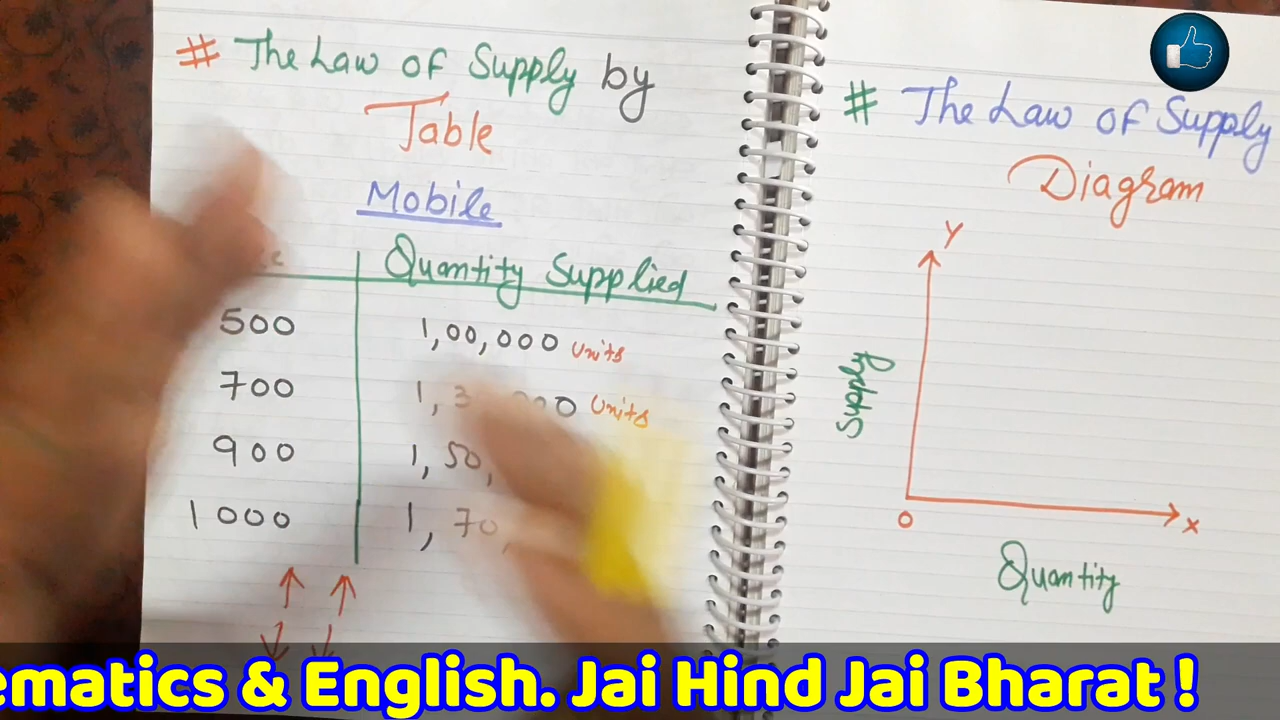 # The Law of Supply by
Table
Mobile
Quantity Supplied
500 1,00,000 Units
700 Units
900 1,50,
1000 1,70,
# The Law of Supply
Diagram
Y
Supply
O X
Quantity
ematics & English. Jai Hind Jai Bharat !